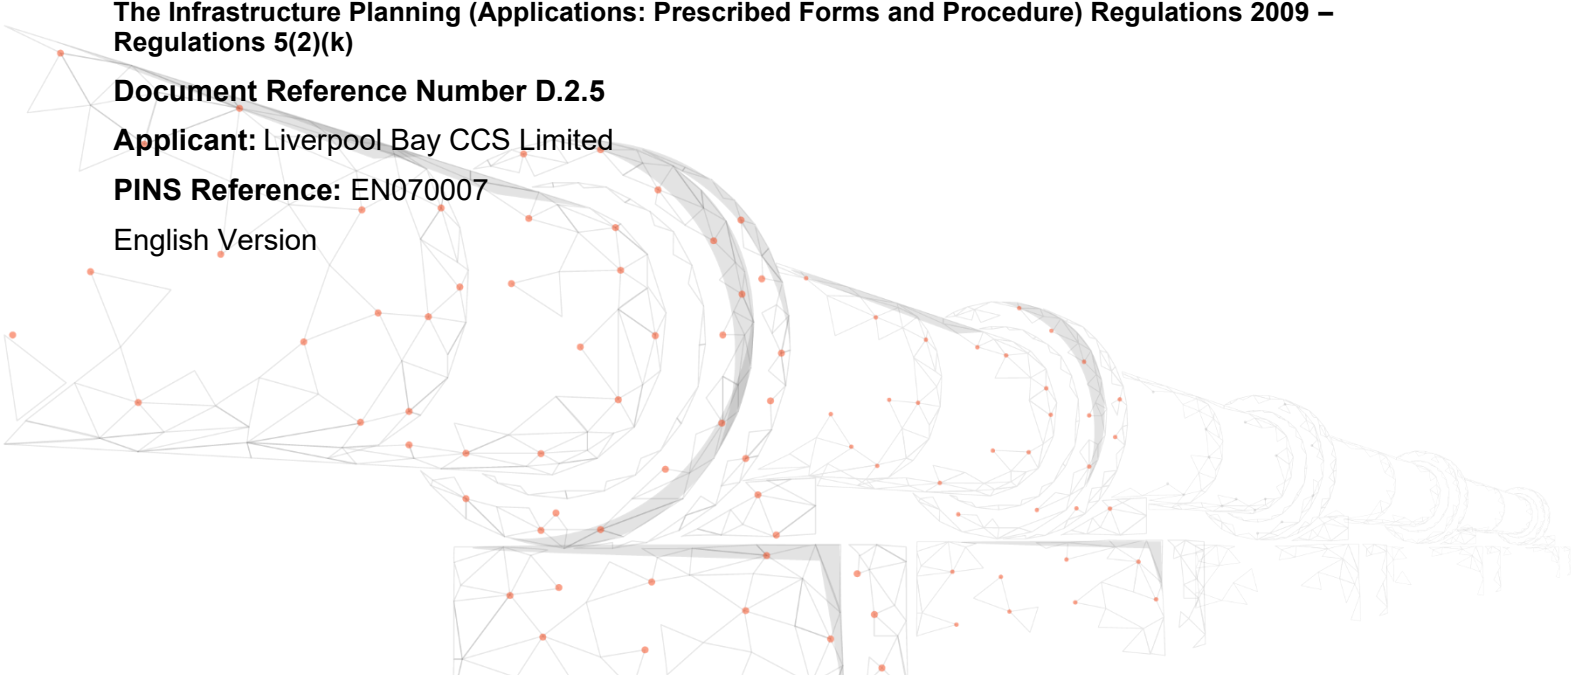 The Infrastructure Planning (Applications: Prescribed Forms and Procedure) Regulations 2009 –
Regulations 5(2)(k)
Document Reference Number D.2.5
Applicant: Liverpool Bay CCS Limited
PINS Reference: EN070007
English Version